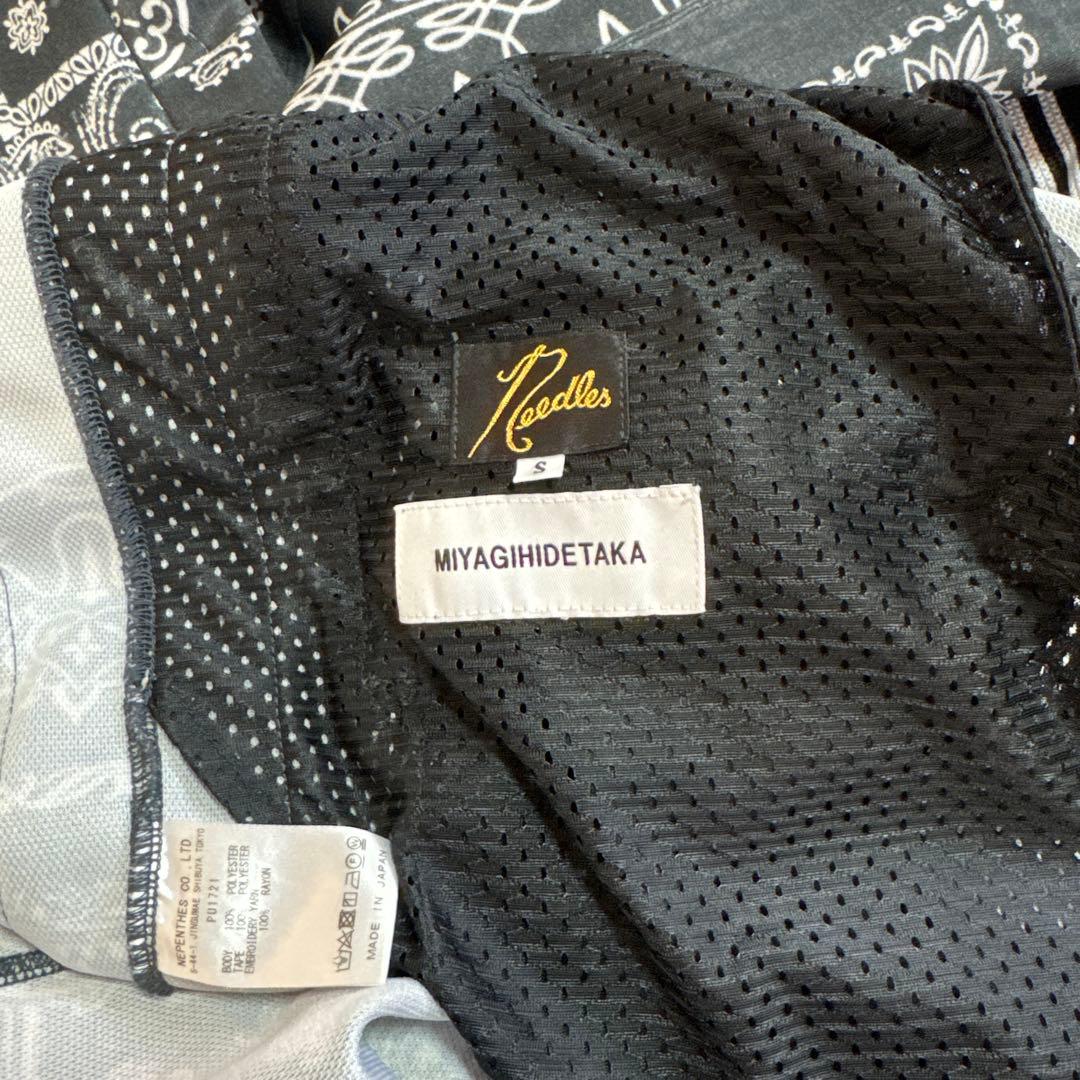 Needles
S
MIYAGIHIDETAKA
NEPENTHES CO., LTD
6-44-1 JINGUMAE SHIBUYA TOKYO
PU1721
BODY 100% POLYESTER
TAPE 100% POLYESTER
EMBROIDERY YARN
100% RAYON
MADE IN JAPAN